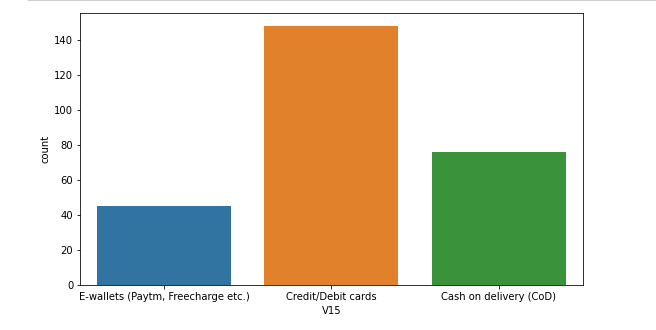 140
120
100
80
60
40
20
0
count
E-wallets (Paytm, Freecharge etc.) Credit/Debit cards Cash on delivery (CoD)
V15